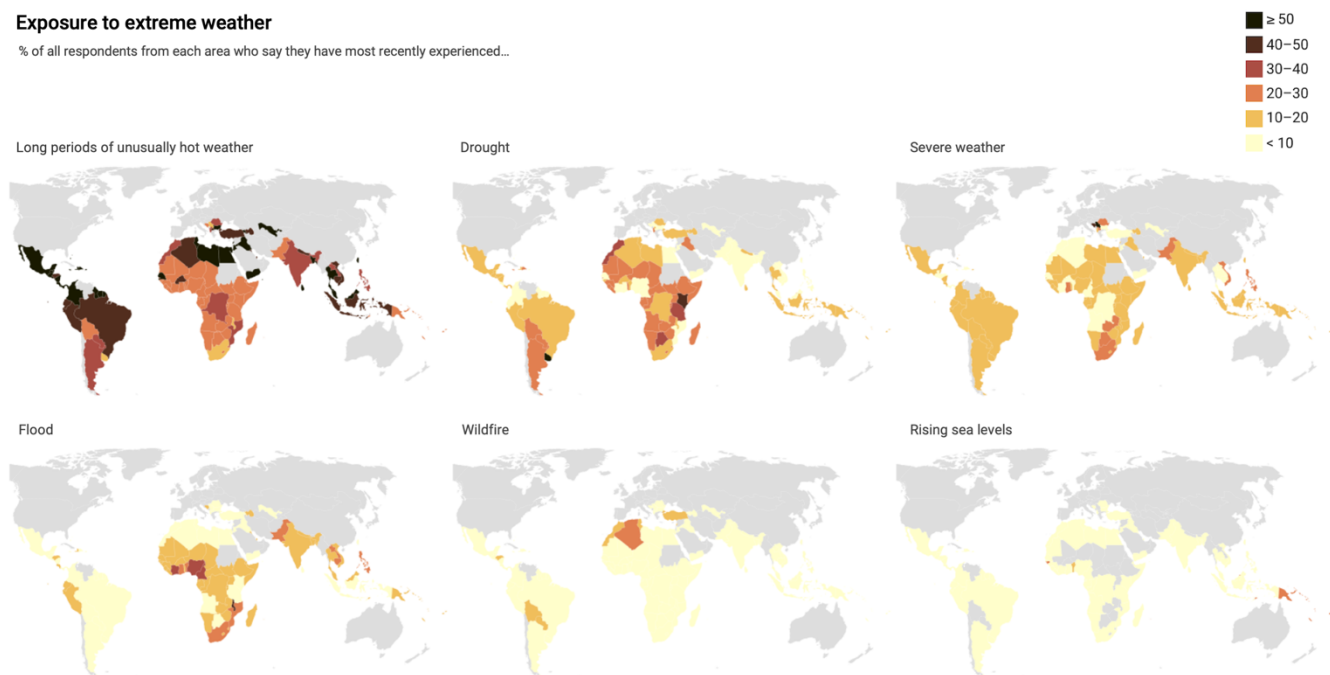 Exposure to extreme weather
% of all respondents from each area who say they have most recently experienced...
≥ 50
40–50
30–40
20–30
10–20
< 10
Long periods of unusually hot weather
Drought
Severe weather
Flood
Wildfire
Rising sea levels